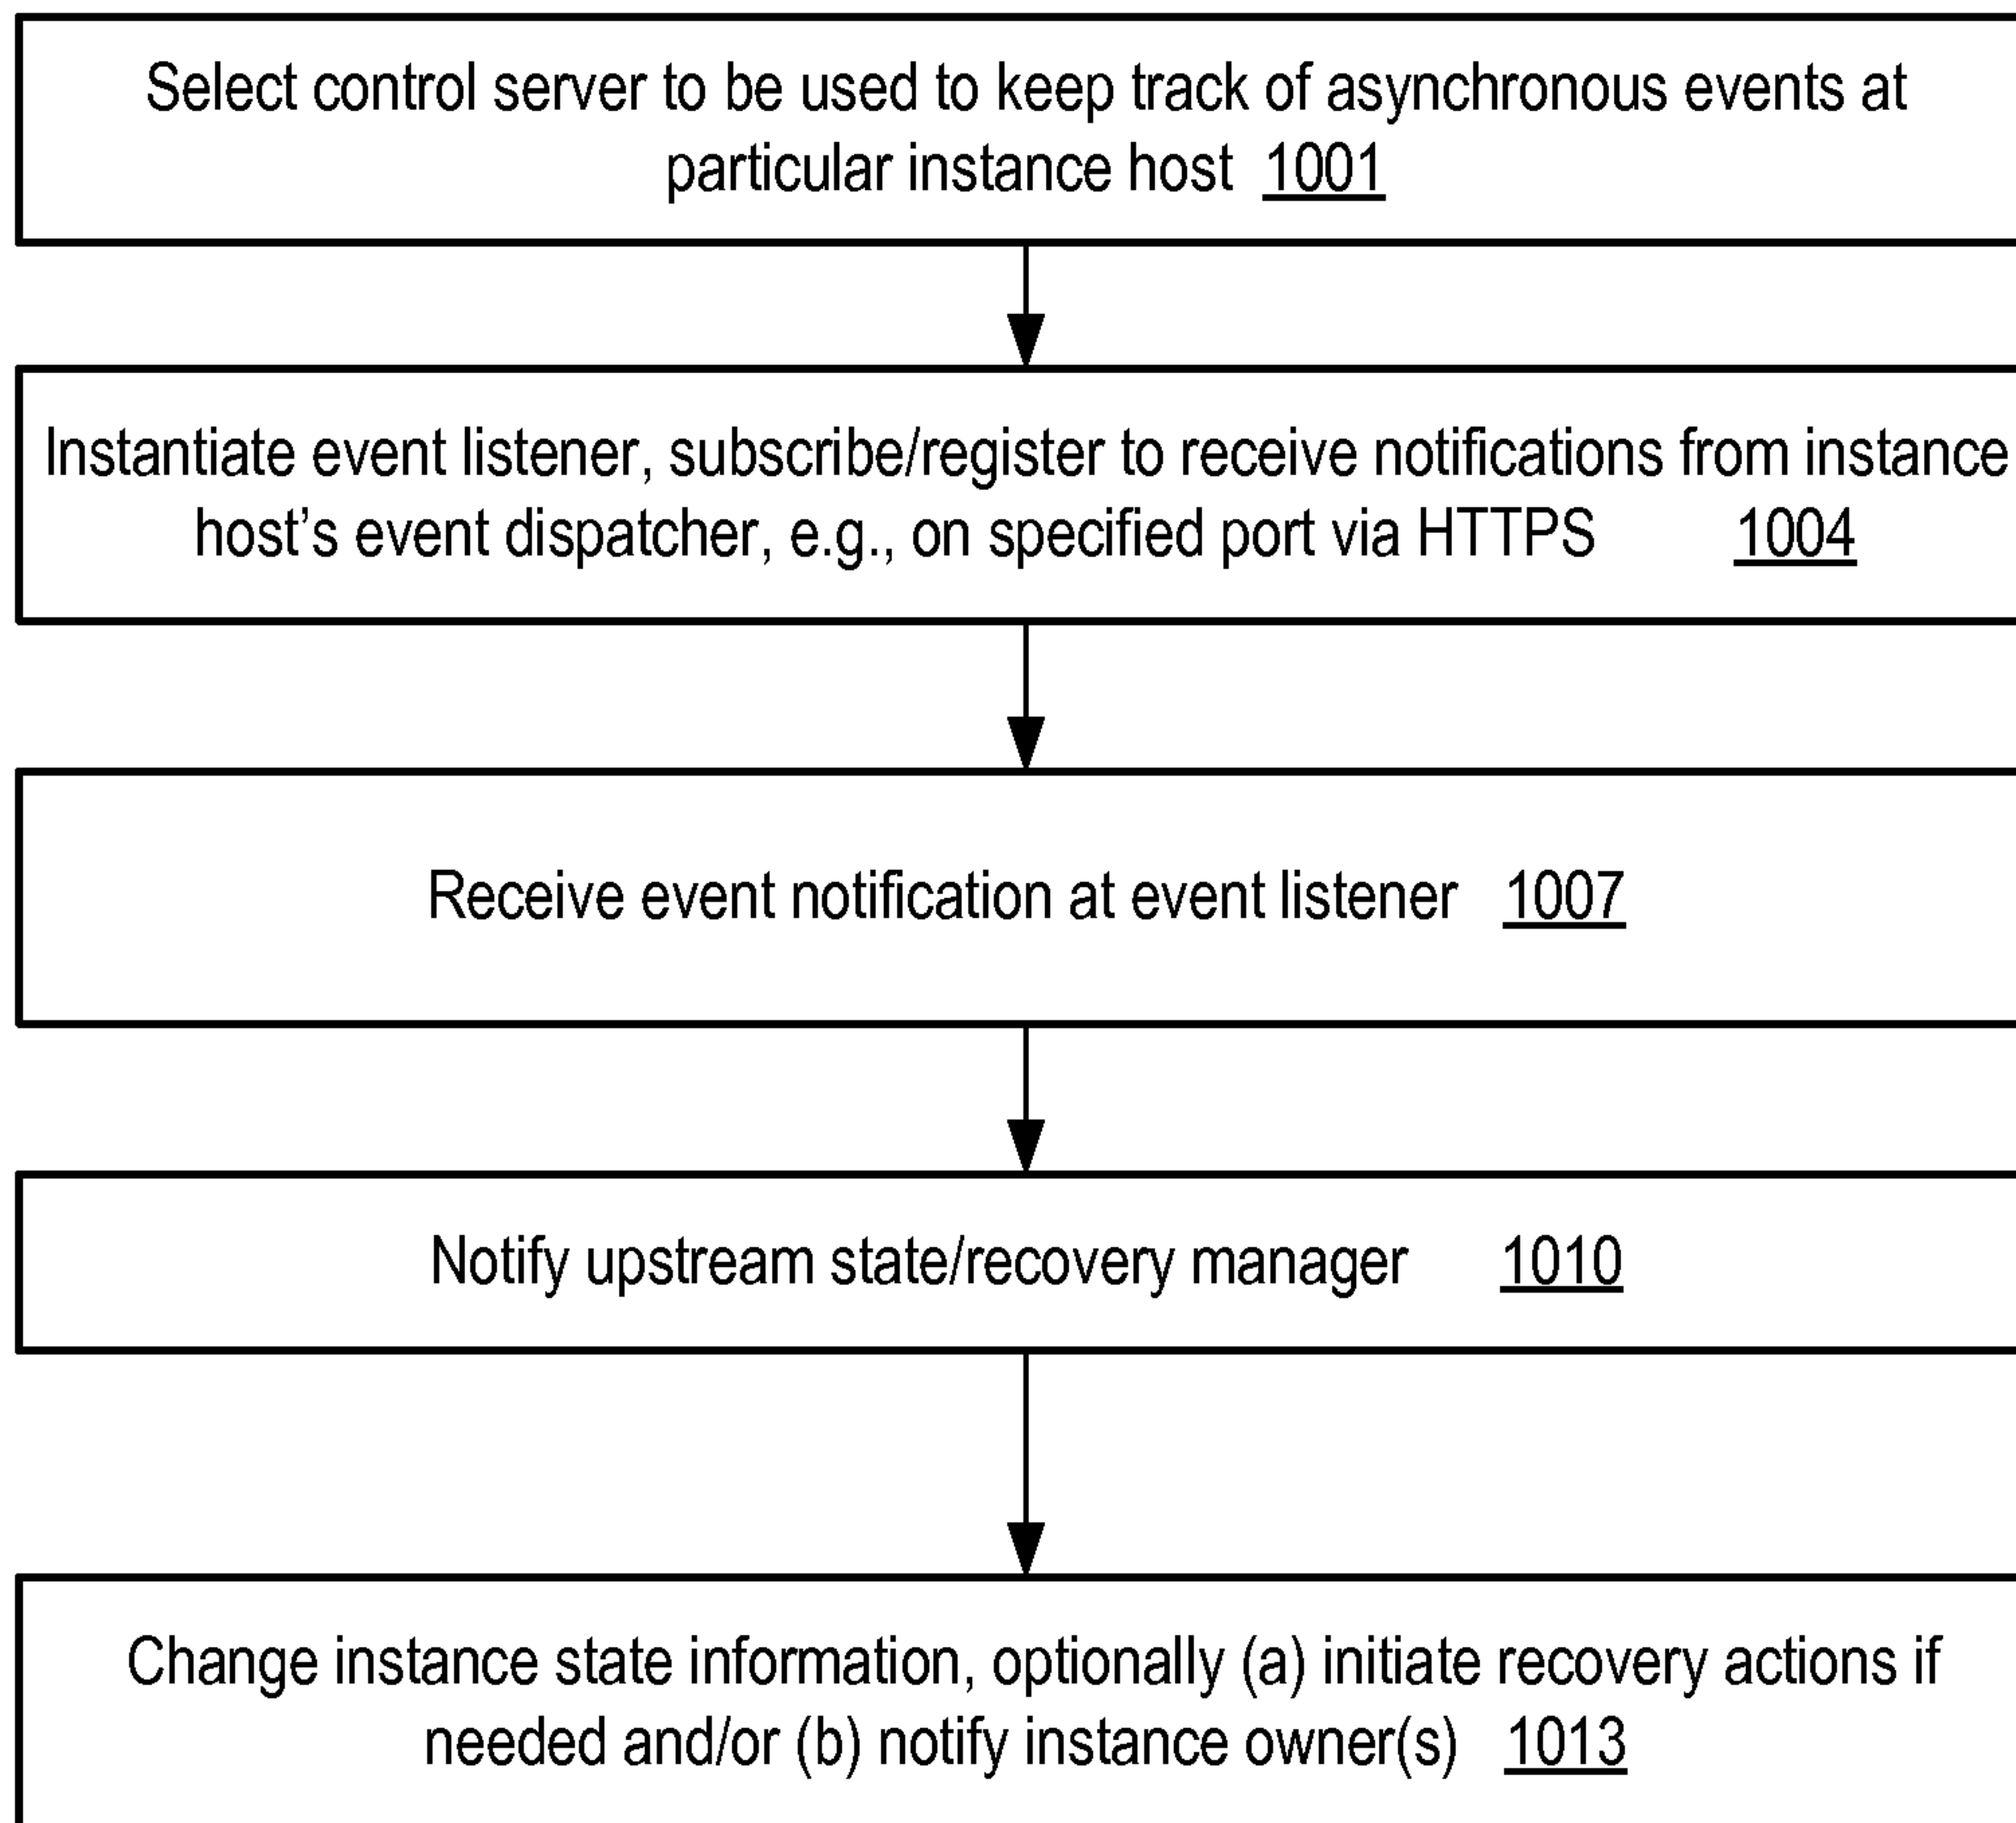 Select control server to be used to keep track of asynchronous events at
particular instance host 1001
Instantiate event listener, subscribe/register to receive notifications from instance
host's event dispatcher, e.g., on specified port via HTTPS 1004
Receive event notification at event listener 1007
Notify upstream state/recovery manager 1010
Change instance state information, optionally (a) initiate recovery actions if
needed and/or (b) notify instance owner(s) 1013